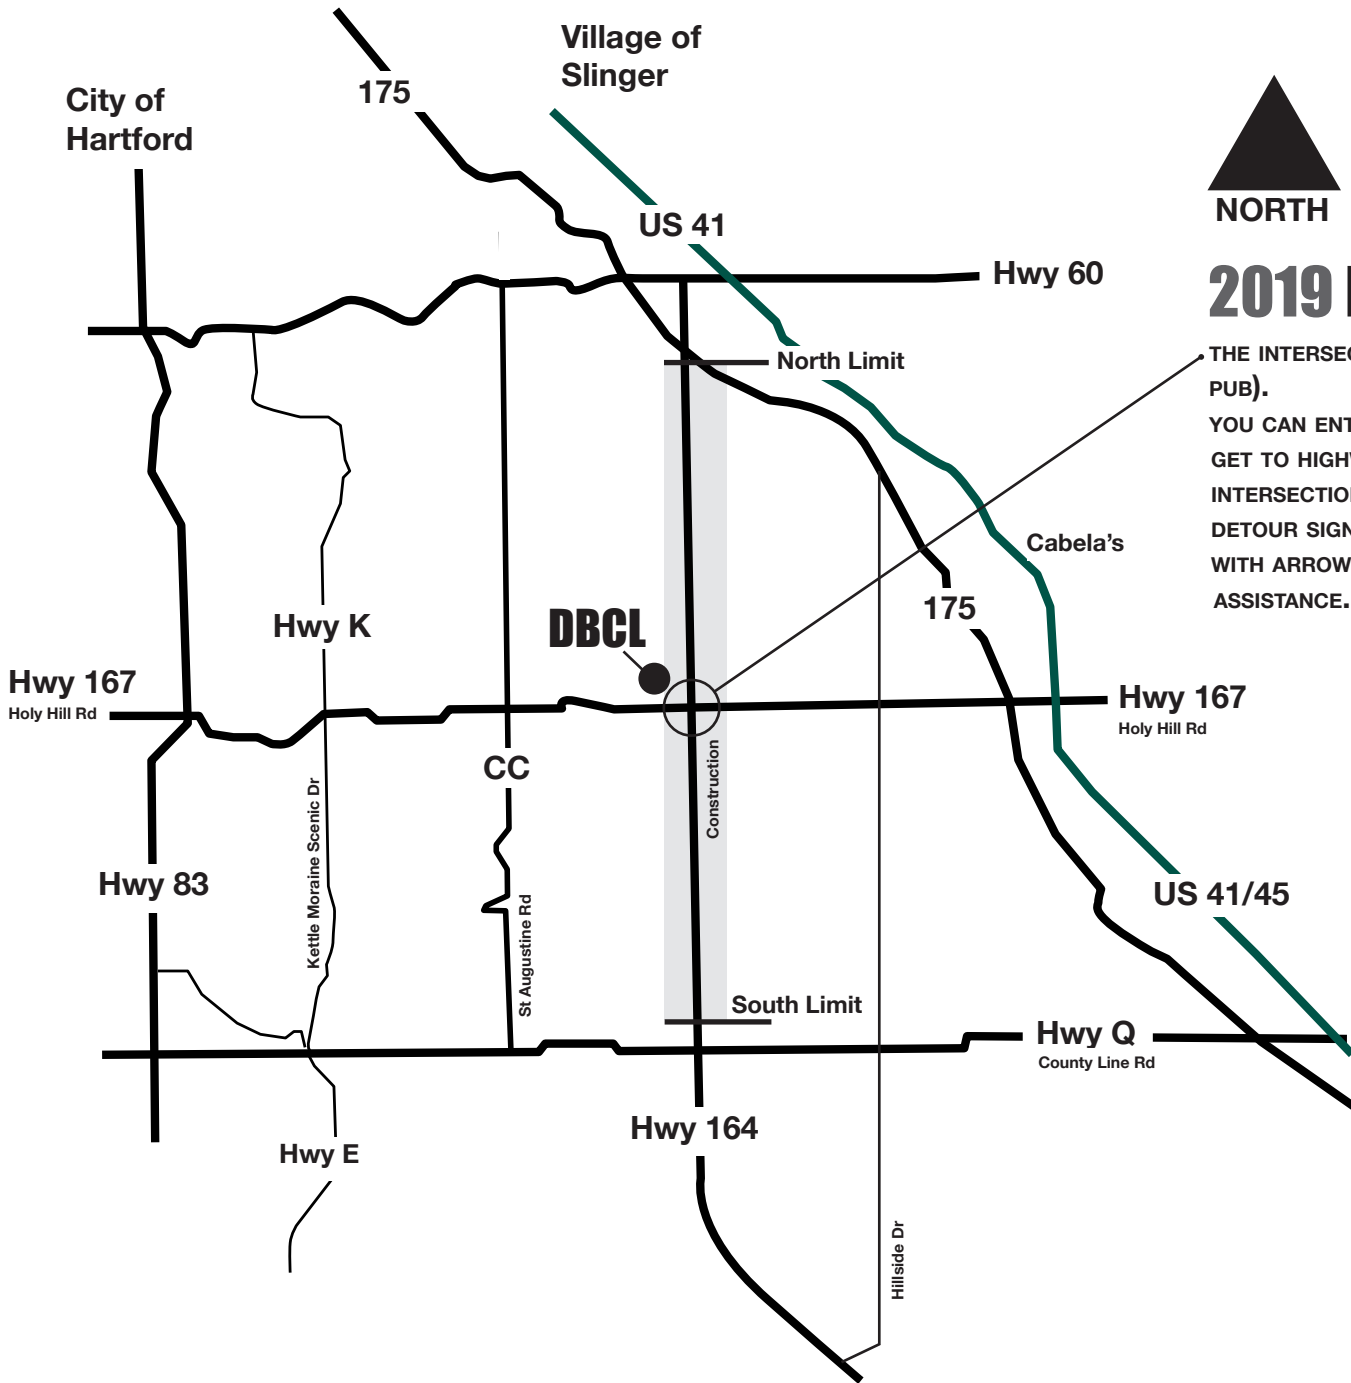 Village of
Slinger
175
City of
Hartford
US 41
NORTH
Hwy 60
2019
THE INTERSEC
PUB).
YOU CAN ENT
GET TO HIGHW
INTERSECTION
DETOUR SIGN
WITH ARROW
ASSISTANCE.
North Limit
Cabela's
175
DBCL
Hwy K
Hwy 167
Holy Hill Rd
Hwy 167
Holy Hill Rd
CC
Construction
Kettle Moraine Scenic Dr
Hwy 83
US 41/45
St Augustine Rd
South Limit
Hwy Q
County Line Rd
Hwy 164
Hwy E
Hillside Dr